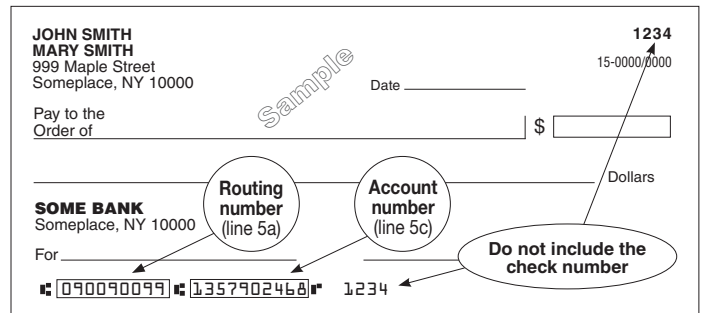 JOHN SMITH
MARY SMITH
999 Maple Street
Someplace, NY 10000
1234
15-0000/0000
Sample
Date
Pay to the
Order of
$
Dollars
Routing
number
(line 5a)
Account
number
(line 5c)
SOME BANK
Someplace, NY 10000
For
Do not include the
check number
⑆ 090090099 ⑆ 1357902468 ⑈ 1234